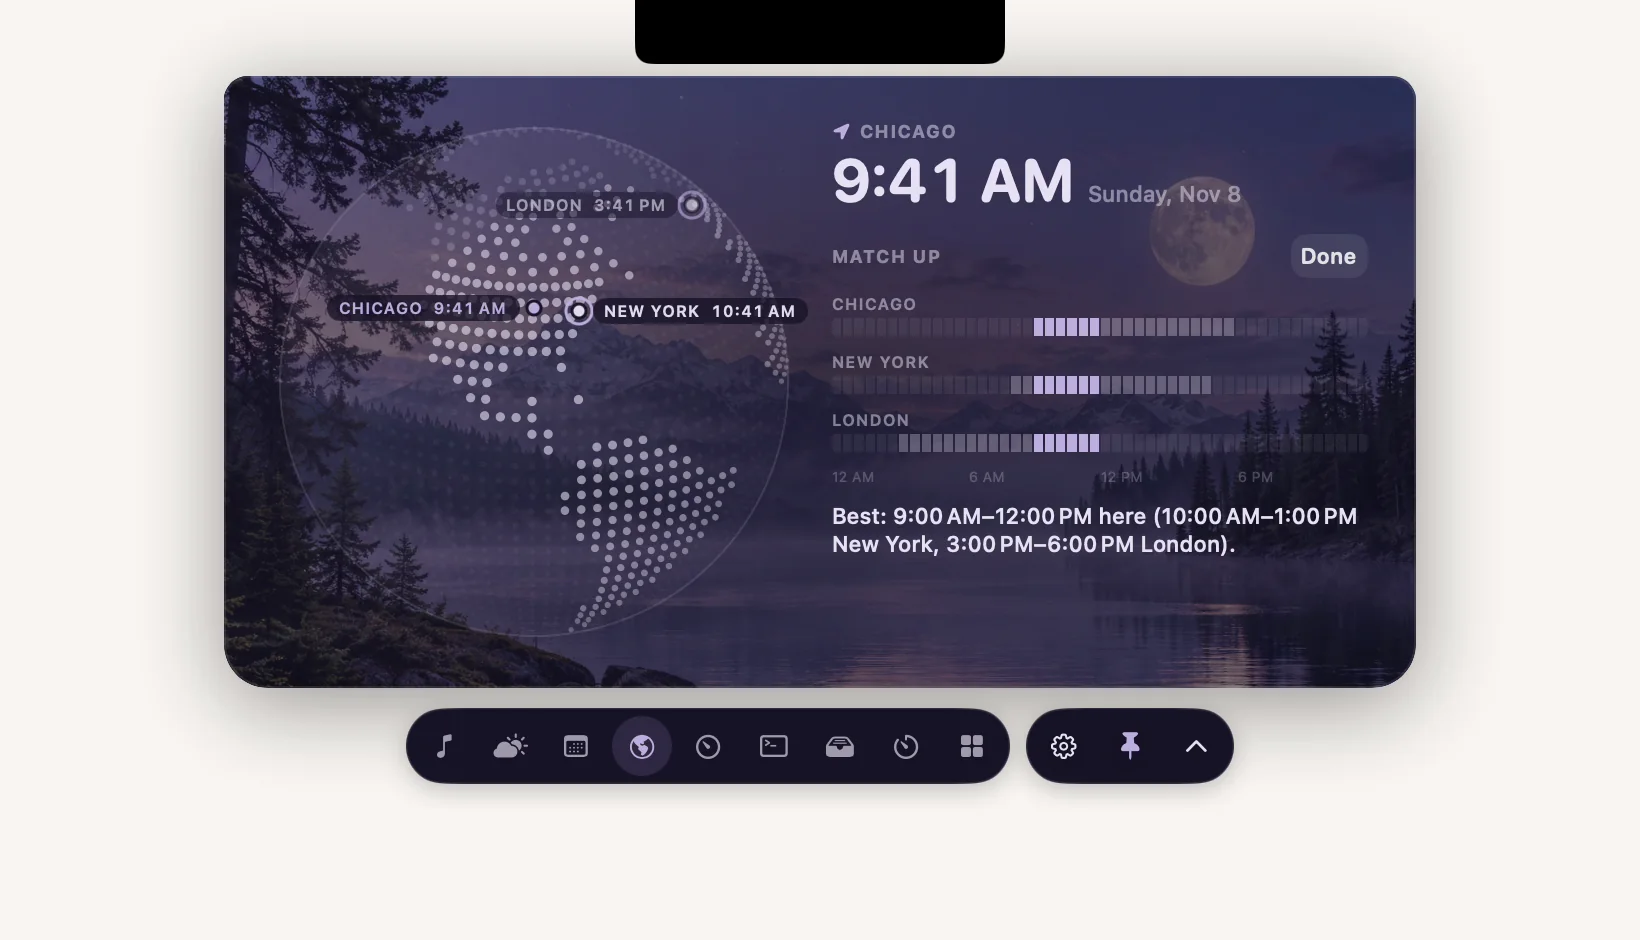 CHICAGO
9:41 AM Sunday, Nov 8
LONDON 3:41 PM
CHICAGO 9:41 AM
NEW YORK 10:41 AM
MATCH UP
Done
CHICAGO
NEW YORK
LONDON
12 AM 6 AM 12 PM 6 PM
Best: 9:00 AM–12:00 PM here (10:00 AM–1:00 PM
New York, 3:00 PM–6:00 PM London).